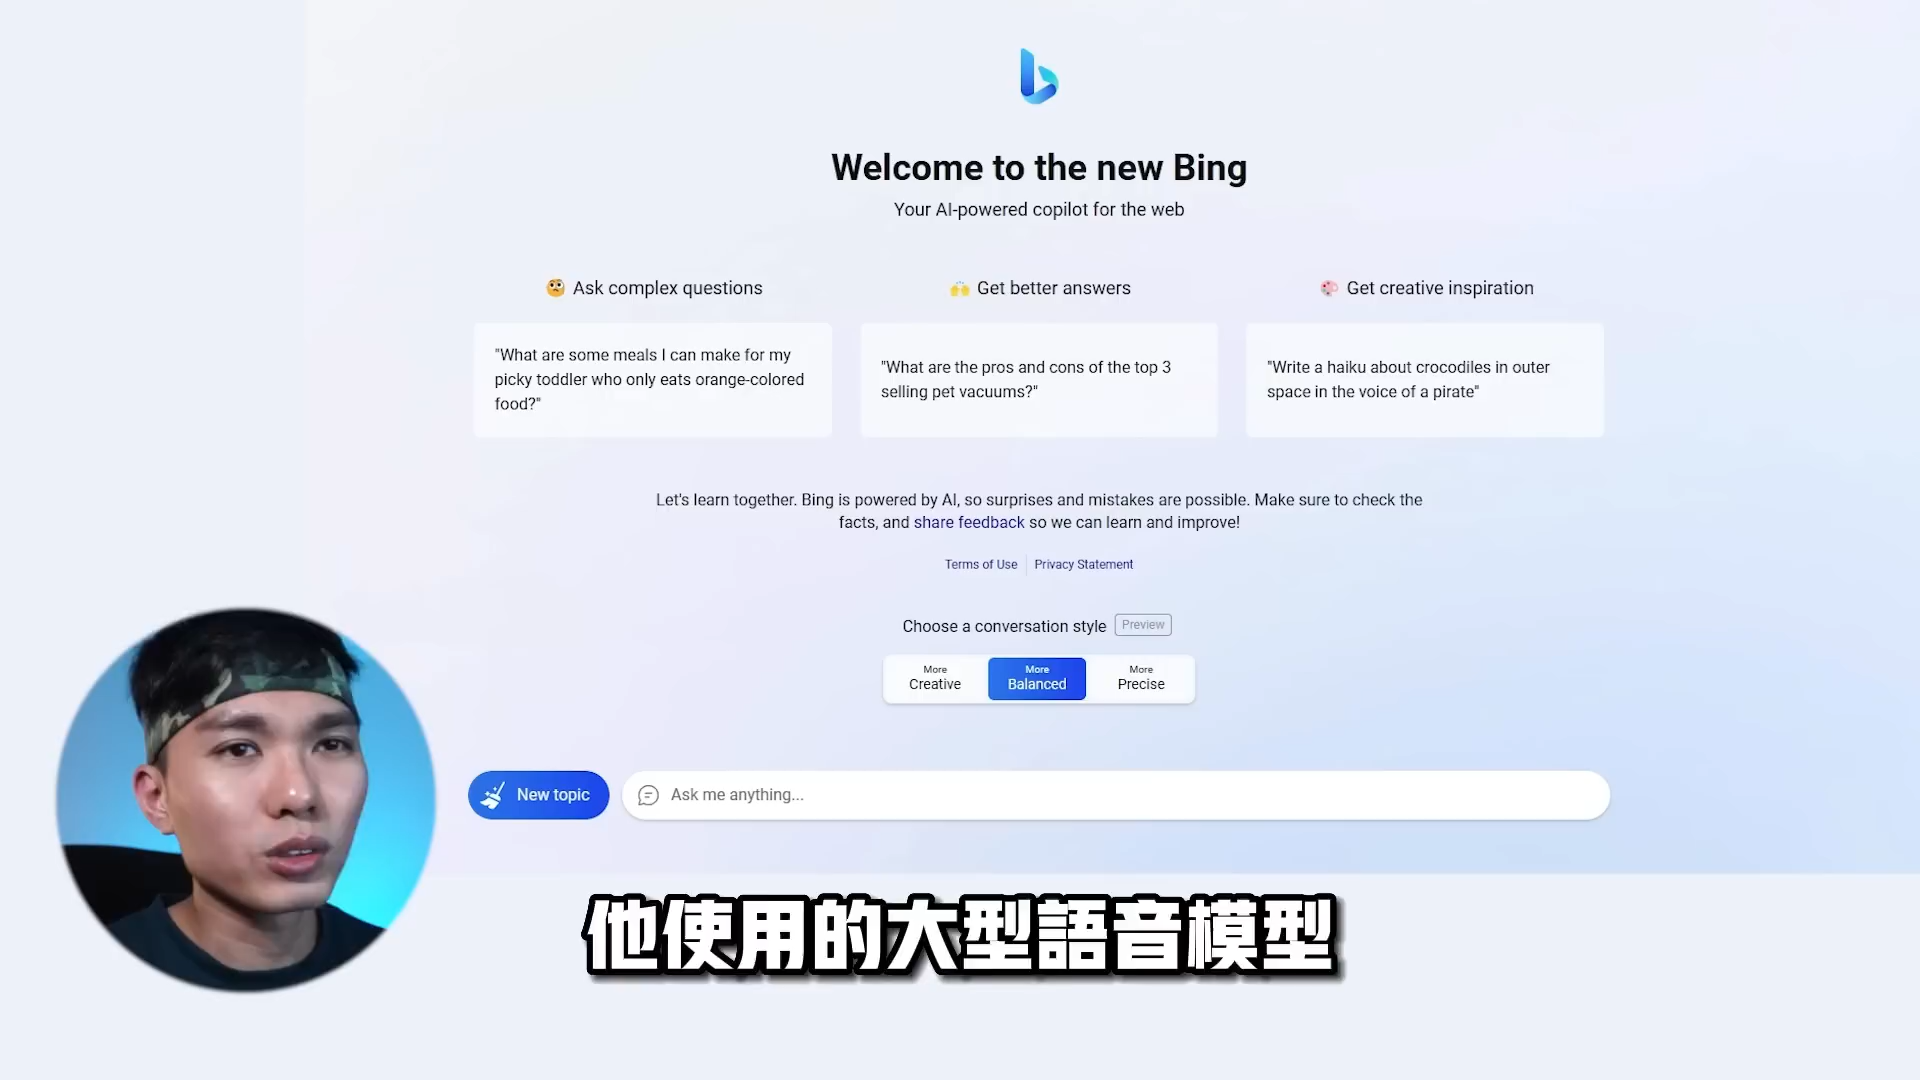 Welcome to the new Bing
Your AI-powered copilot for the web
Ask complex questions
"What are some meals I can make for my
picky toddler who only eats orange-colored
food?"
Get better answers
"What are the pros and cons of the top 3
selling pet vacuums?"
Get creative inspiration
"Write a haiku about crocodiles in outer
space in the voice of a pirate"
Let's learn together. Bing is powered by AI, so surprises and mistakes are possible. Make sure to check the
facts, and share feedback so we can learn and improve!
Terms of Use Privacy Statement
Choose a conversation style Preview
More Creative
More Balanced
More Precise
New topic
Ask me anything...
他使用的大型語音模型